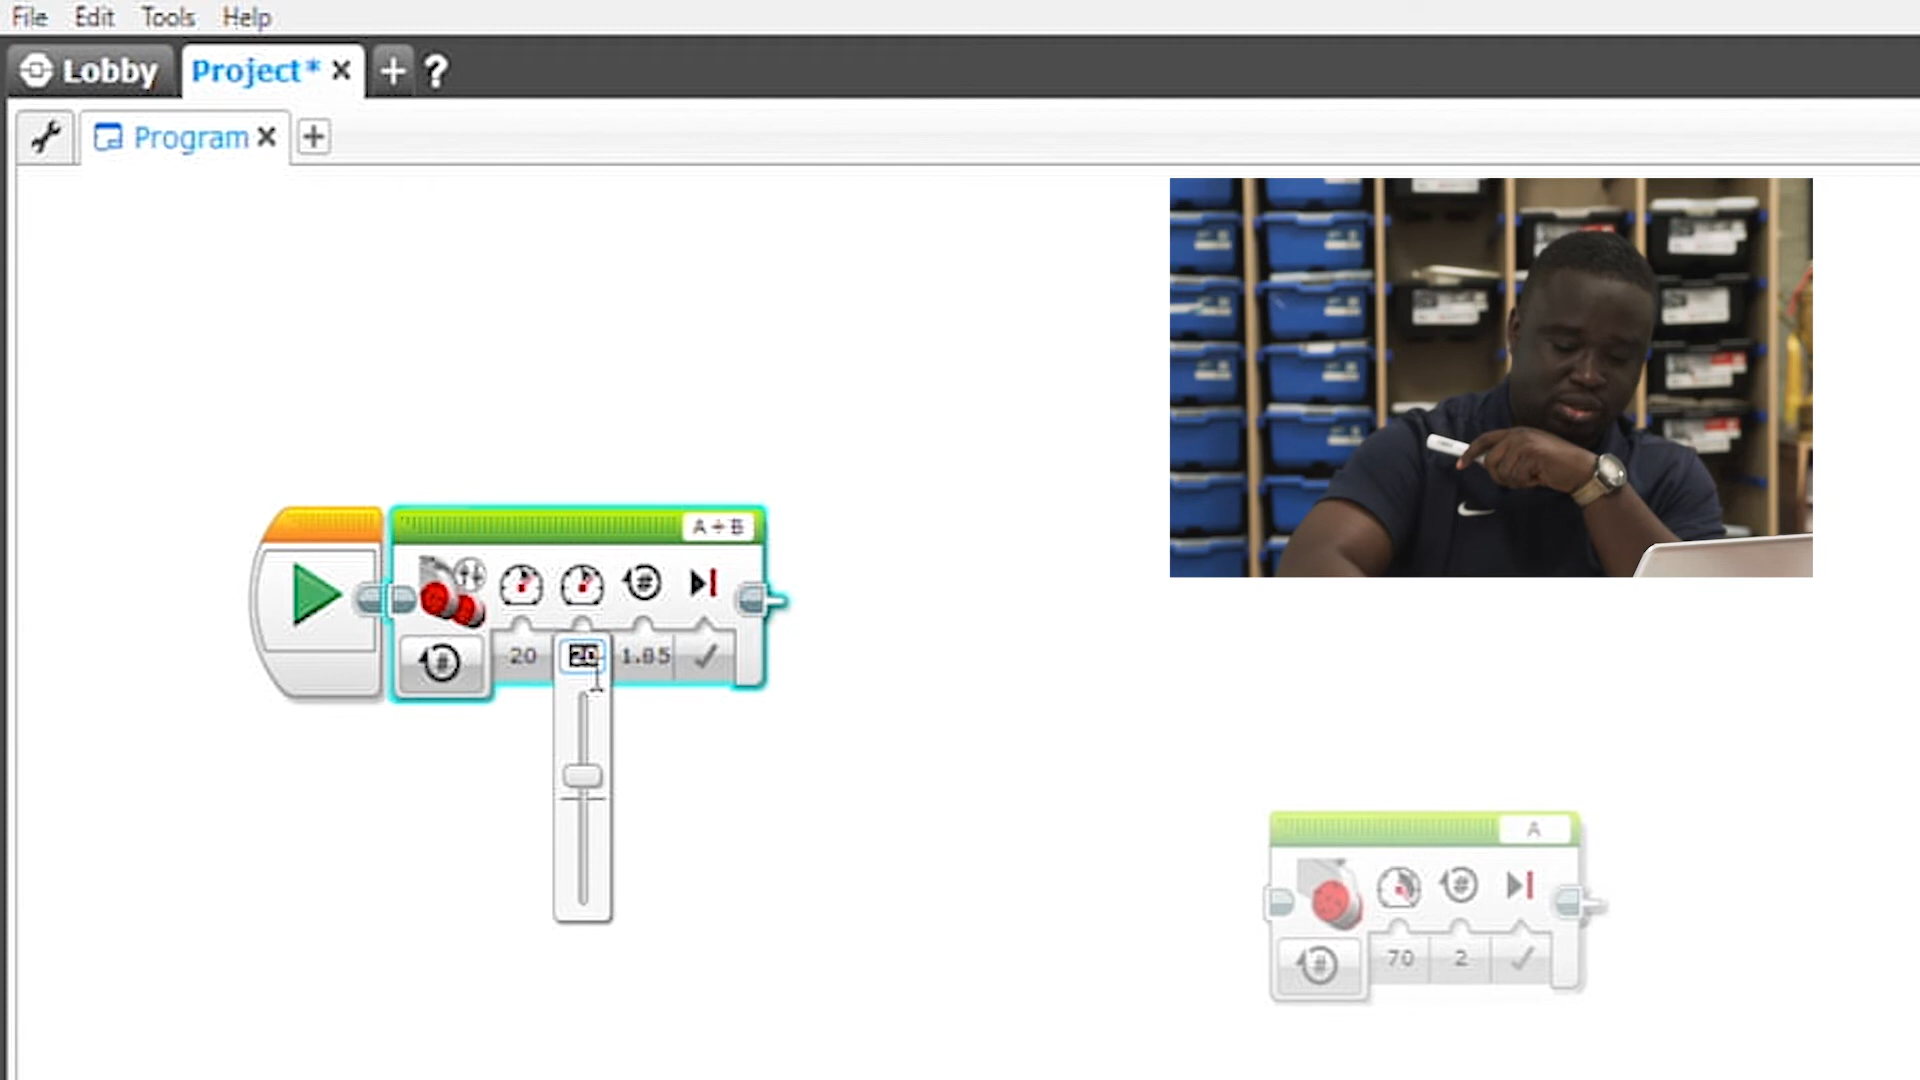 File Edit Tools Help
Lobby Project* × + ?
Program × +
A+B
20 20 1.85
A
70 2